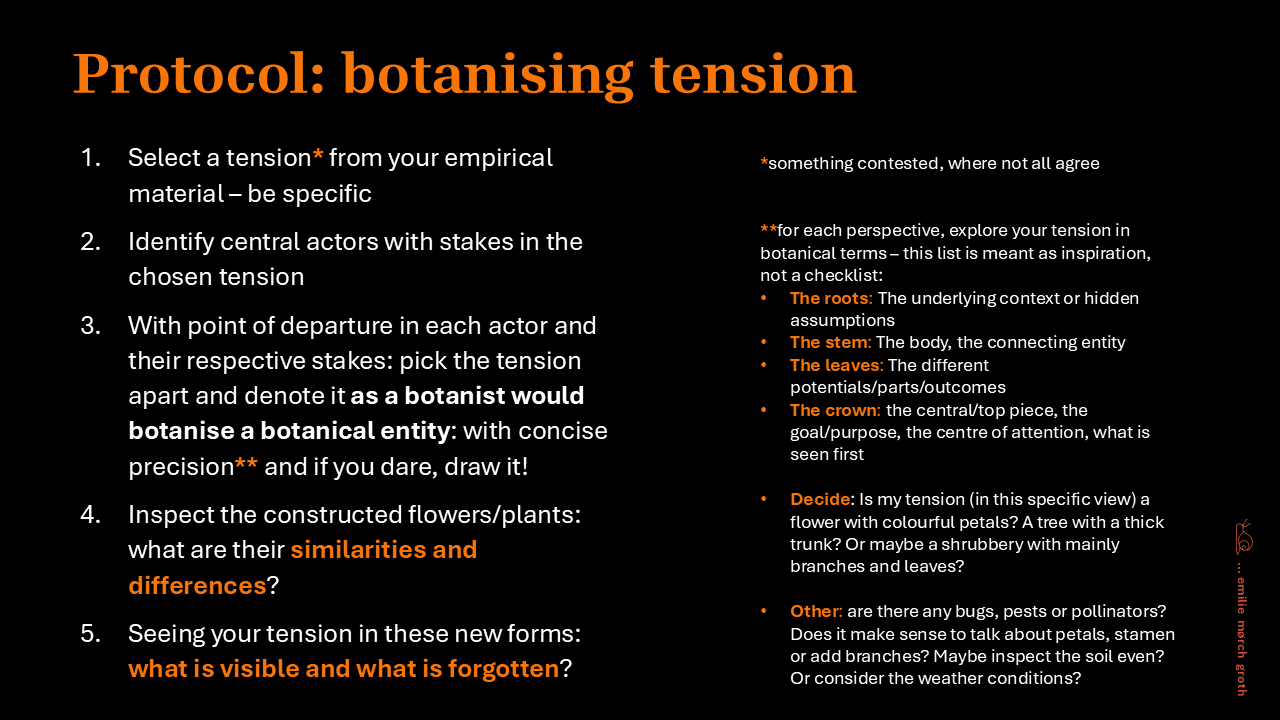 Protocol: botanising tension
1. Select a tension* from your empirical
material – be specific
2. Identify central actors with stakes in the
chosen tension
3. With point of departure in each actor and
their respective stakes: pick the tension
apart and denote it as a botanist would
botanise a botanical entity: with concise
precision** and if you dare, draw it!
4. Inspect the constructed flowers/plants:
what are their similarities and
differences?
5. Seeing your tension in these new forms:
what is visible and what is forgotten?
*something contested, where not all agree
**for each perspective, explore your tension in
botanical terms – this list is meant as inspiration,
not a checklist:
• The roots: The underlying context or hidden
assumptions
• The stem: The body, the connecting entity
• The leaves: The different
potentials/parts/outcomes
• The crown: the central/top piece, the
goal/purpose, the centre of attention, what is
seen first
• Decide: Is my tension (in this specific view) a
flower with colourful petals? A tree with a thick
trunk? Or maybe a shrubbery with mainly
branches and leaves?
• Other: are there any bugs, pests or pollinators?
Does it make sense to talk about petals, stamen
or add branches? Maybe inspect the soil even?
Or consider the weather conditions?
... emilie mørch groth